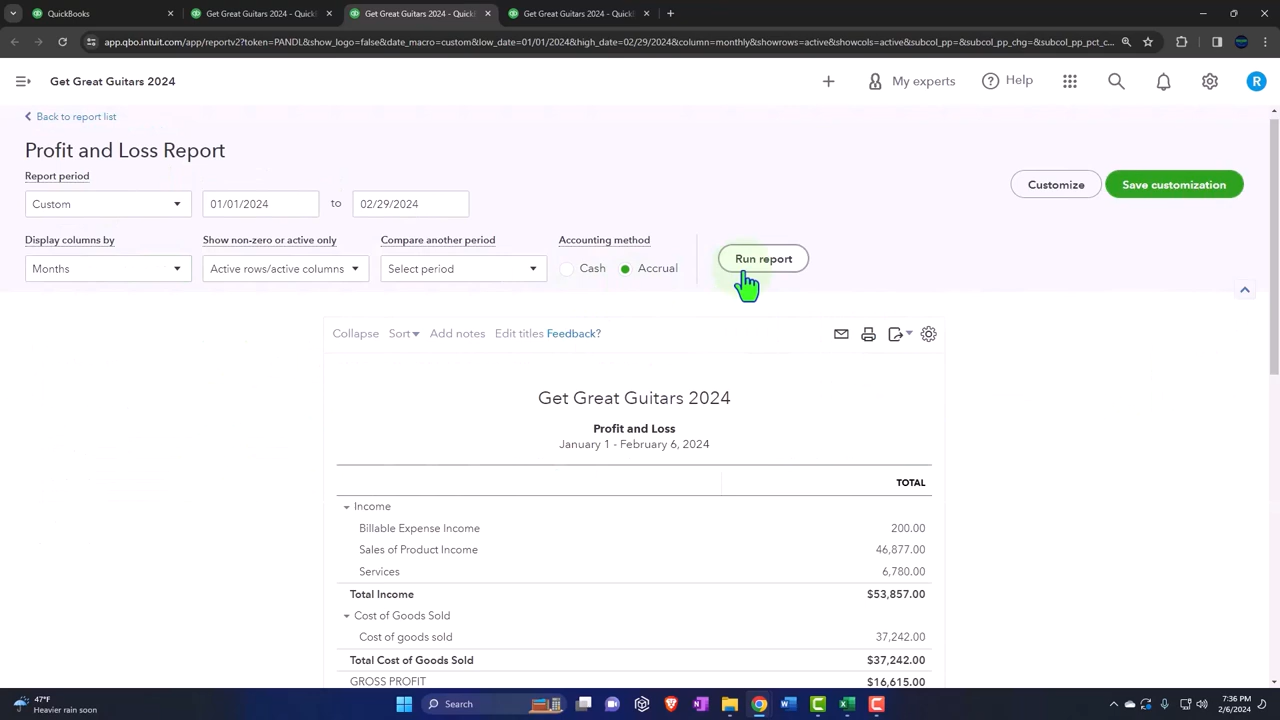 QuickBooks
Get Great Guitars 2024 - Quick
Get Great Guitars 2024 - Quick
Get Great Guitars 2024 - Quick
app.qbo.intuit.com/app/reportv2?token=PANDL&show_logo=false&date_macro=custom&low_date=01/01/2024&high_date=02/29/2024&column=monthly&showrows=active&showcols=active&subcol_pp=&subcol_pp_chg=&subcol_pp_pct_c...
Get Great Guitars 2024
My experts
Help
R
Back to report list
Profit and Loss Report
Report period
Custom
01/01/2024
to
02/29/2024
Customize
Save customization
Display columns by
Show non-zero or active only
Compare another period
Accounting method
Months
Active rows/active columns
Select period
Cash
Accrual
Run report
Collapse Sort Add notes Edit titles Feedback?
Get Great Guitars 2024
Profit and Loss
January 1 - February 6, 2024
TOTAL
Income
Billable Expense Income 200.00
Sales of Product Income 46,877.00
Services 6,780.00
Total Income $53,857.00
Cost of Goods Sold
Cost of goods sold 37,242.00
Total Cost of Goods Sold $37,242.00
GROSS PROFIT $16,615.00
47°F
Heavier rain soon
Search
7:36 PM
2/6/2024